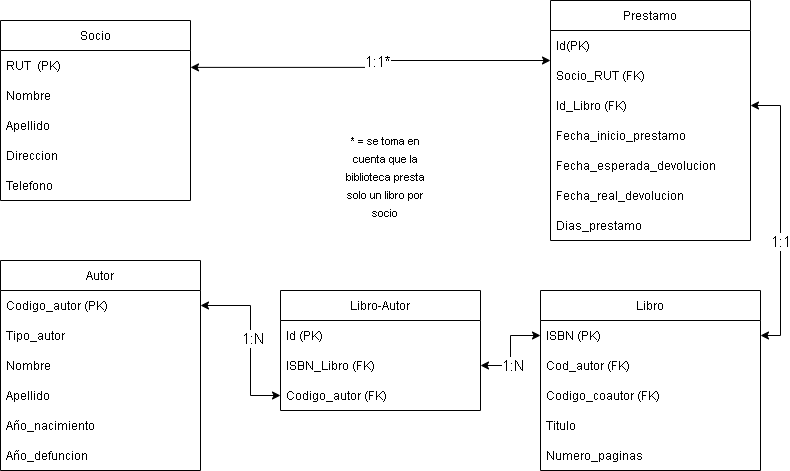 Socio
RUT (PK)
Nombre
Apellido
Direccion
Telefono
1:1*
Prestamo
Id(PK)
Socio_RUT (FK)
Id_Libro (FK)
Fecha_inicio_prestamo
Fecha_esperada_devolucion
Fecha_real_devolucion
Dias_prestamo
* = se toma en
cuenta que la
biblioteca presta
solo un libro por
socio
1:1
Autor
Codigo_autor (PK)
Tipo_autor
Nombre
Apellido
Año_nacimiento
Año_defuncion
1:N
Libro-Autor
Id (PK)
ISBN_Libro (FK)
Codigo_autor (FK)
1:N
Libro
ISBN (PK)
Cod_autor (FK)
Codigo_coautor (FK)
Titulo
Numero_paginas